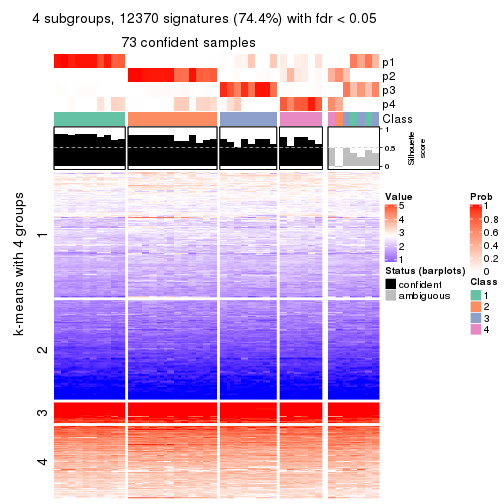 4 subgroups, 12370 signatures (74.4%) with fdr < 0.05
73 confident samples
p1
p2
p3
p4
Class
1
0.5
0
Silhouette
score
k-means with 4 groups
1
2
3
4
Value
5
4
3
2
1
Status (barplots)
confident
ambiguous
Prob
1
0.8
0.6
0.4
0.2
0
Class
1
2
3
4